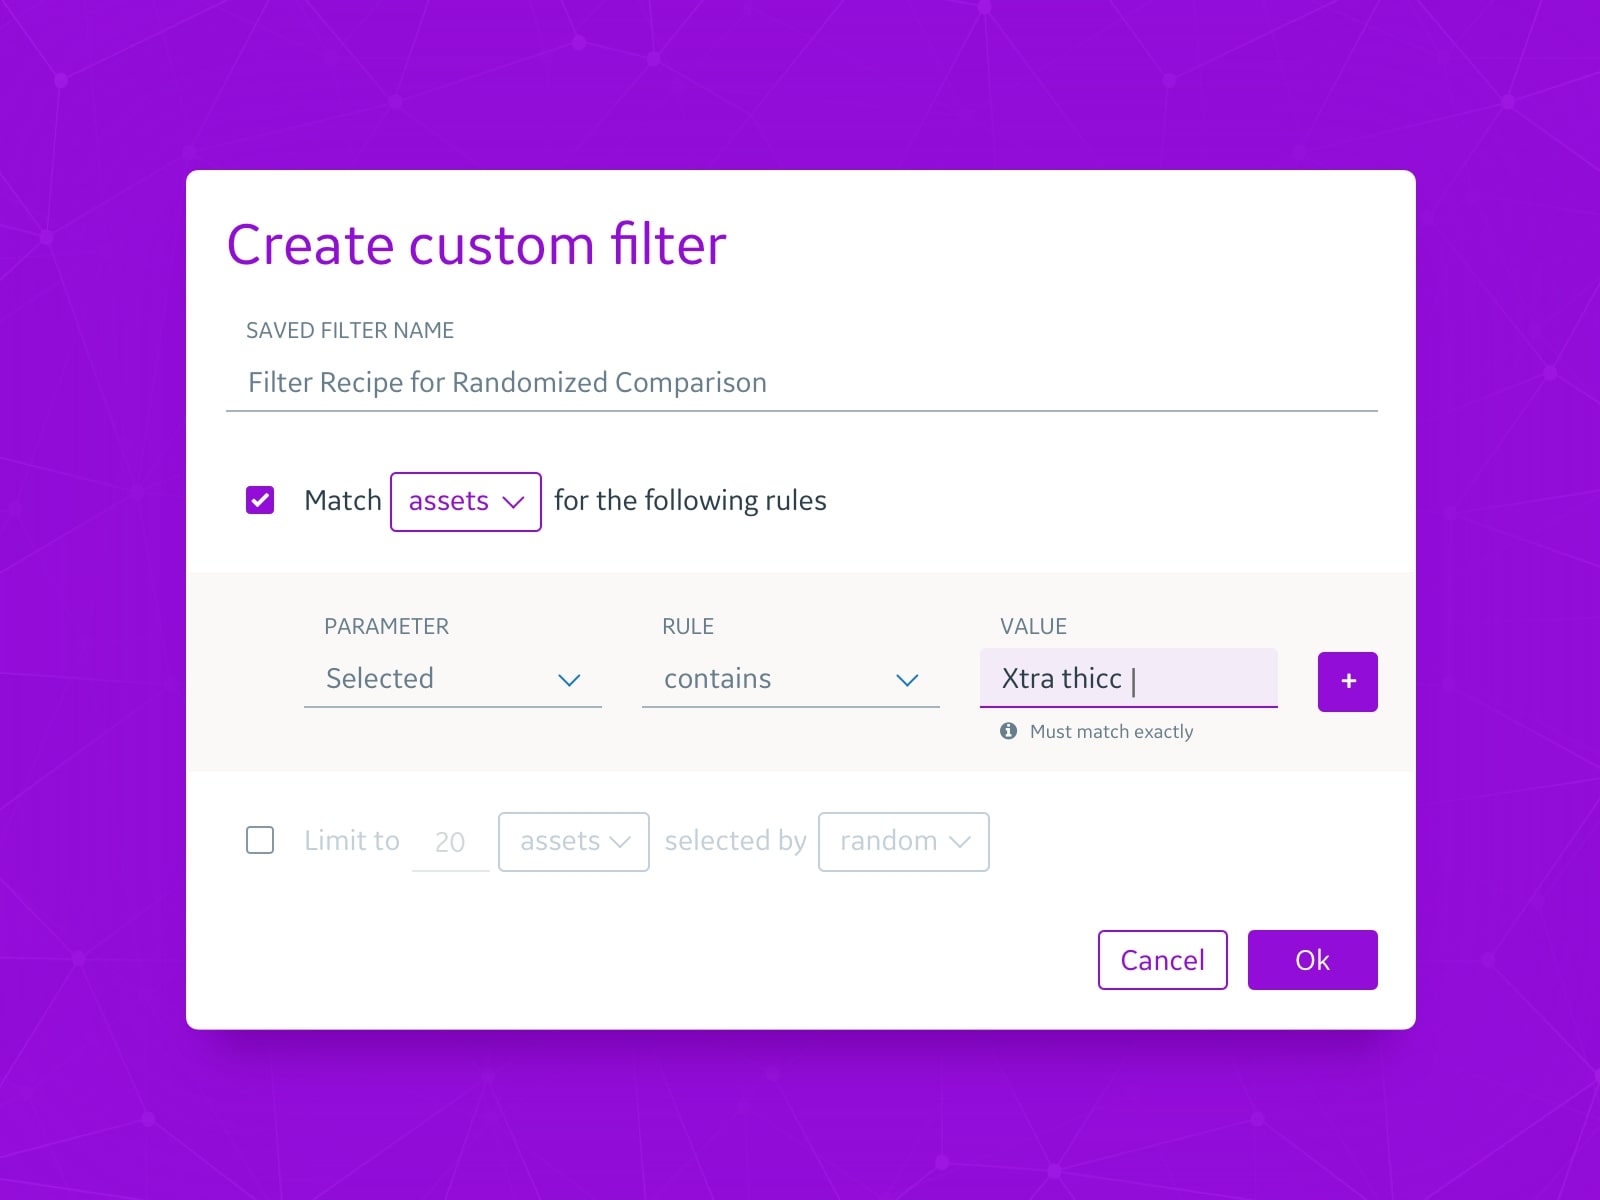 Create custom filter
SAVED FILTER NAME
Filter Recipe for Randomized Comparison
Match assets for the following rules
PARAMETER RULE VALUE
Selected contains Xtra thicc |
+
Must match exactly
Limit to 20 assets selected by random
Cancel Ok